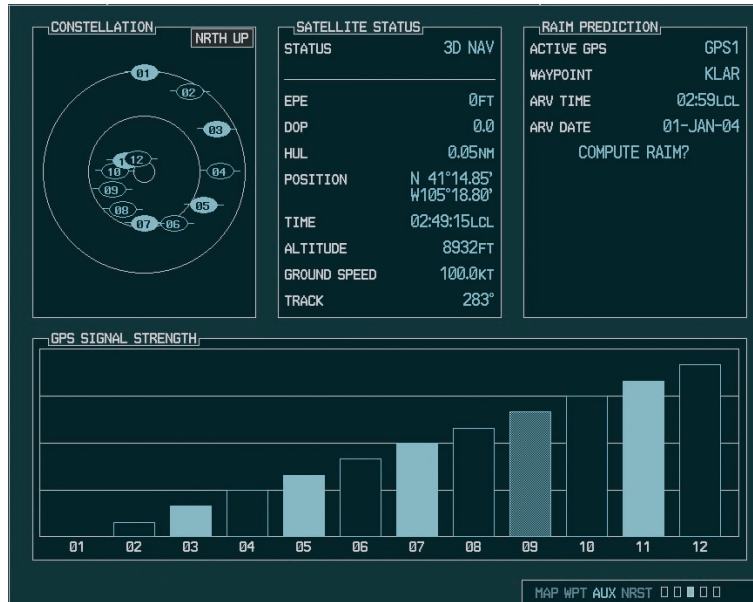 CONSTELLATION
NRTH UP
01
02
03
04
05
06
07
08
09
10
12
SATELLITE STATUS
STATUS 3D NAV
EPE 0FT
DOP 0.0
HUL 0.05NM
POSITION N 41°14.85'
W105°18.80'
TIME 02:49:15LCL
ALTITUDE 8932FT
GROUND SPEED 100.0KT
TRACK 283°
RAIM PREDICTION
ACTIVE GPS GPS1
WAYPOINT KLAR
ARV TIME 02:59LCL
ARV DATE 01-JAN-04
COMPUTE RAIM?
GPS SIGNAL STRENGTH
01 02 03 04 05 06 07 08 09 10 11 12
MAP WPT AUX NRST